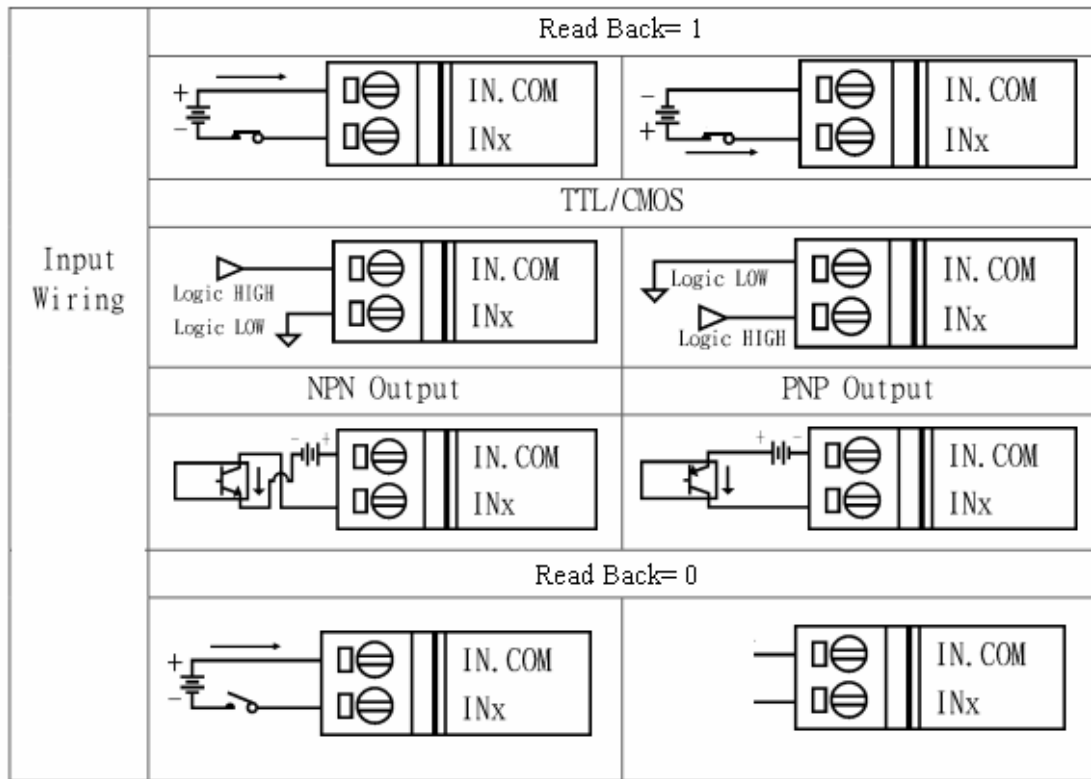 Read Back= 1
+
−
IN. COM
INx
−
+
IN. COM
INx
TTL/CMOS
Input
Wiring
Logic HIGH
Logic LOW
IN. COM
INx
Logic LOW
Logic HIGH
IN. COM
INx
NPN Output
PNP Output
- +
IN. COM
INx
+ -
IN. COM
INx
Read Back= 0
+
−
IN. COM
INx
IN. COM
INx